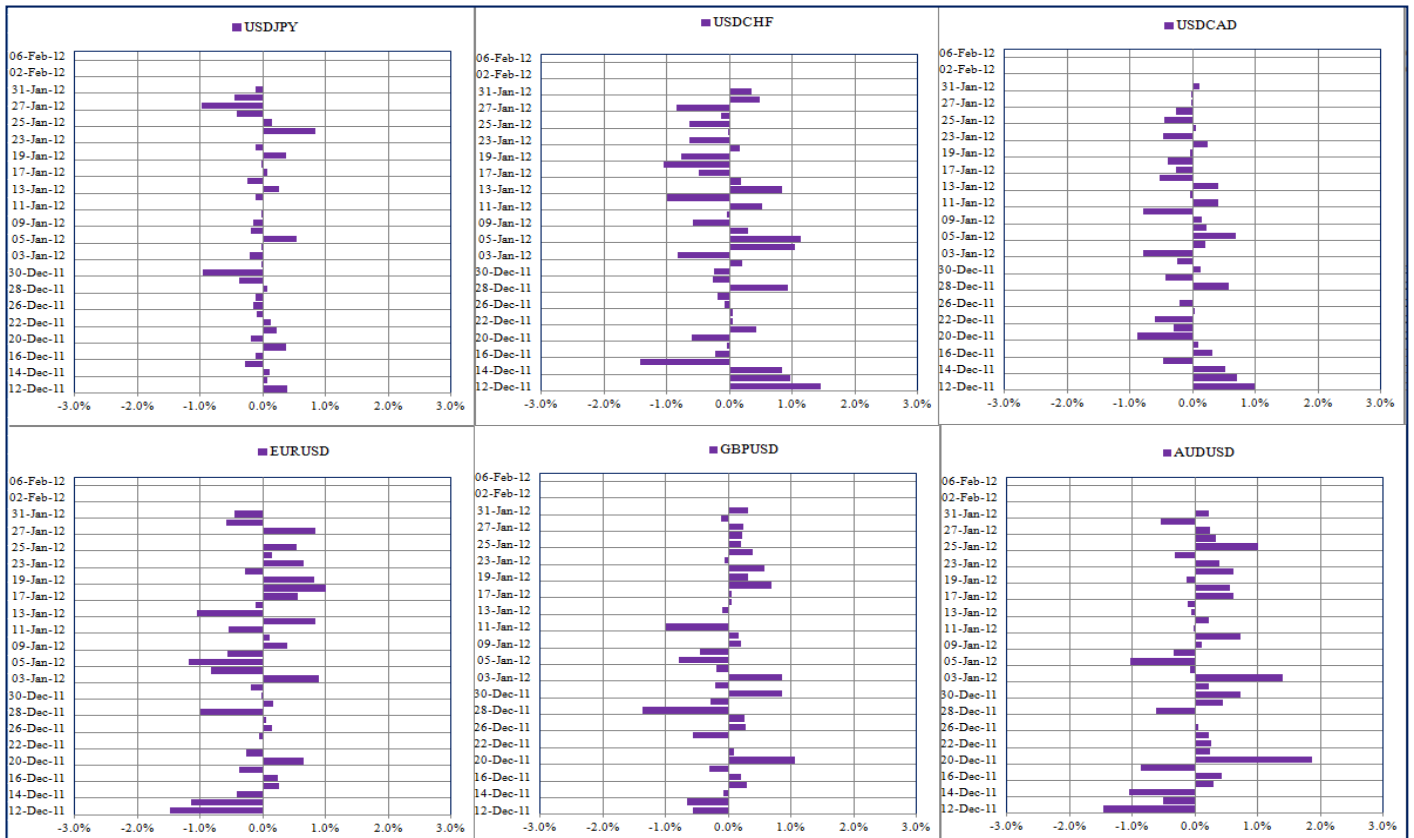 USDJPY
06-Feb-12
02-Feb-12
31-Jan-12
27-Jan-12
25-Jan-12
23-Jan-12
19-Jan-12
17-Jan-12
13-Jan-12
11-Jan-12
09-Jan-12
05-Jan-12
03-Jan-12
30-Dec-11
28-Dec-11
26-Dec-11
22-Dec-11
20-Dec-11
16-Dec-11
14-Dec-11
12-Dec-11
-3.0% -2.0% -1.0% 0.0% 1.0% 2.0% 3.0%
USDCHF
06-Feb-12
02-Feb-12
31-Jan-12
27-Jan-12
25-Jan-12
23-Jan-12
19-Jan-12
17-Jan-12
13-Jan-12
11-Jan-12
09-Jan-12
05-Jan-12
03-Jan-12
30-Dec-11
28-Dec-11
26-Dec-11
22-Dec-11
20-Dec-11
16-Dec-11
14-Dec-11
12-Dec-11
-3.0% -2.0% -1.0% 0.0% 1.0% 2.0% 3.0%
USDCAD
06-Feb-12
02-Feb-12
31-Jan-12
27-Jan-12
25-Jan-12
23-Jan-12
19-Jan-12
17-Jan-12
13-Jan-12
11-Jan-12
09-Jan-12
05-Jan-12
03-Jan-12
30-Dec-11
28-Dec-11
26-Dec-11
22-Dec-11
20-Dec-11
16-Dec-11
14-Dec-11
12-Dec-11
-3.0% -2.0% -1.0% 0.0% 1.0% 2.0% 3.0%
EURUSD
06-Feb-12
02-Feb-12
31-Jan-12
27-Jan-12
25-Jan-12
23-Jan-12
19-Jan-12
17-Jan-12
13-Jan-12
11-Jan-12
09-Jan-12
05-Jan-12
03-Jan-12
30-Dec-11
28-Dec-11
26-Dec-11
22-Dec-11
20-Dec-11
16-Dec-11
14-Dec-11
12-Dec-11
-3.0% -2.0% -1.0% 0.0% 1.0% 2.0% 3.0%
GBPUSD
06-Feb-12
02-Feb-12
31-Jan-12
27-Jan-12
25-Jan-12
23-Jan-12
19-Jan-12
17-Jan-12
13-Jan-12
11-Jan-12
09-Jan-12
05-Jan-12
03-Jan-12
30-Dec-11
28-Dec-11
26-Dec-11
22-Dec-11
20-Dec-11
16-Dec-11
14-Dec-11
12-Dec-11
-3.0% -2.0% -1.0% 0.0% 1.0% 2.0% 3.0%
AUDUSD
06-Feb-12
02-Feb-12
31-Jan-12
27-Jan-12
25-Jan-12
23-Jan-12
19-Jan-12
17-Jan-12
13-Jan-12
11-Jan-12
09-Jan-12
05-Jan-12
03-Jan-12
30-Dec-11
28-Dec-11
26-Dec-11
22-Dec-11
20-Dec-11
16-Dec-11
14-Dec-11
12-Dec-11
-3.0% -2.0% -1.0% 0.0% 1.0% 2.0% 3.0%